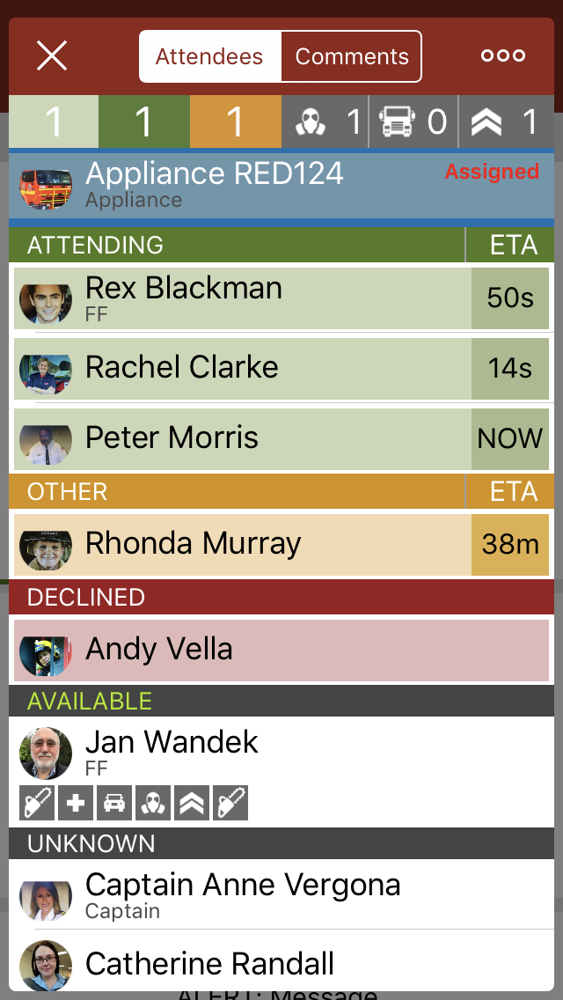 Attendees Comments
1 1 1 1 0 1
Appliance RED124 Assigned
Appliance
ATTENDING ETA
Rex Blackman 50s
FF
Rachel Clarke 14s
Peter Morris NOW
OTHER ETA
Rhonda Murray 38m
DECLINED
Andy Vella
AVAILABLE
Jan Wandek
FF
UNKNOWN
Captain Anne Vergona
Captain
Catherine Randall
ALERT: Message